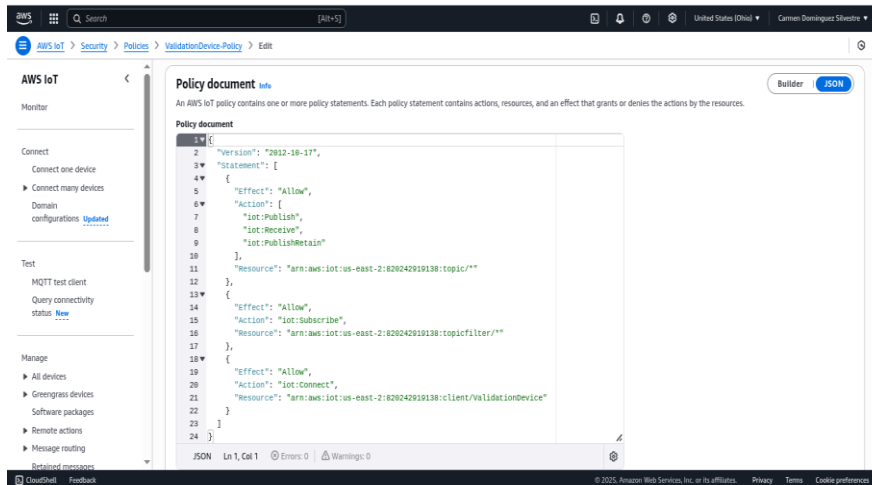 aws
Search
[Alt+S]
United States (Ohio)
Carmen Dominguez Silvestre
AWS IoT > Security > Policies > ValidationDevice-Policy > Edit
AWS IoT
Monitor
Connect
Connect one device
Connect many devices
Domain
configurations Updated
Test
MQTT test client
Query connectivity
status New
Manage
All devices
Greengrass devices
Software packages
Remote actions
Message routing
Retained messages
Policy document Info
Builder
JSON
An AWS IoT policy contains one or more policy statements. Each policy statement contains actions, resources, and an effect that grants or denies the actions by the resources.
Policy document
1 {
2 "Version": "2012-10-17",
3 "Statement": [
4 {
5 "Effect": "Allow",
6 "Action": [
7 "iot:Publish",
8 "iot:Receive",
9 "iot:PublishRetain"
10 ],
11 "Resource": "arn:aws:iot:us-east-2:820242919138:topic/*"
12 },
13 {
14 "Effect": "Allow",
15 "Action": "iot:Subscribe",
16 "Resource": "arn:aws:iot:us-east-2:820242919138:topicfilter/*"
17 },
18 {
19 "Effect": "Allow",
20 "Action": "iot:Connect",
21 "Resource": "arn:aws:iot:us-east-2:820242919138:client/ValidationDevice"
22 }
23 ]
24 }
JSON Ln 1, Col 1 Errors: 0 Warnings: 0
CloudShell Feedback
© 2025, Amazon Web Services, Inc. or its affiliates. Privacy Terms Cookie preferences